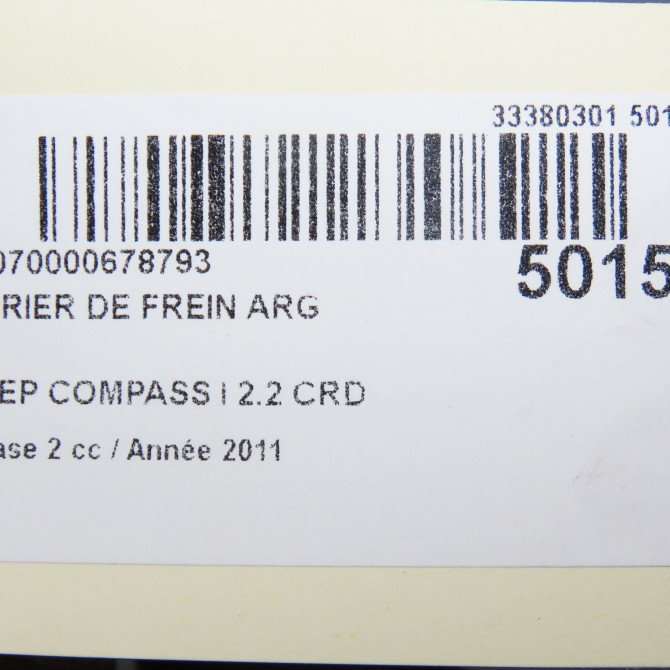 33380301 501
070000678793
5015
RIER DE FREIN ARG
EP COMPASS I 2.2 CRD
ase 2 cc / Année 2011